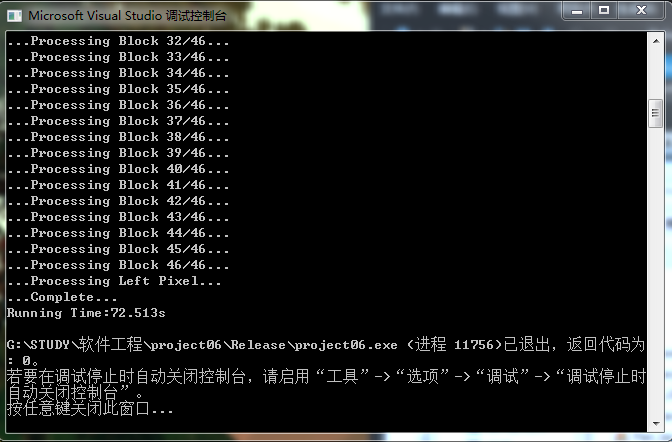 Microsoft Visual Studio 调试控制台
...Processing Block 32/46...
...Processing Block 33/46...
...Processing Block 34/46...
...Processing Block 35/46...
...Processing Block 36/46...
...Processing Block 37/46...
...Processing Block 38/46...
...Processing Block 39/46...
...Processing Block 40/46...
...Processing Block 41/46...
...Processing Block 42/46...
...Processing Block 43/46...
...Processing Block 44/46...
...Processing Block 45/46...
...Processing Block 46/46...
...Processing Left Pixel...
...Complete...
Running Time:72.513s
G:\STUDY\软件工程\project06\Release\project06.exe (进程 11756)已退出，返回代码为
: 0。
若要在调试停止时自动关闭控制台，请启用“工具”->“选项”->“调试”->“调试停止时
自动关闭控制台”。
按任意键关闭此窗口...